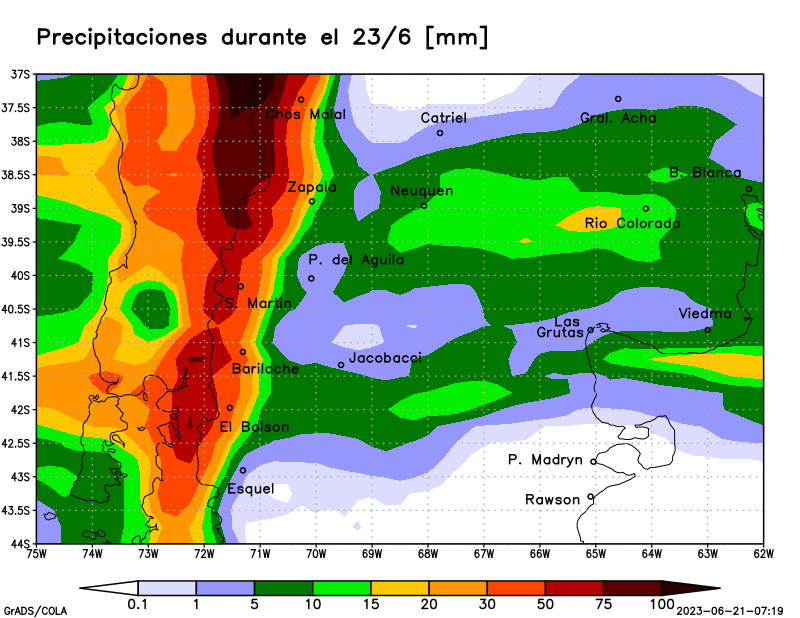 Precipitaciones durante el 23/6 [mm]
37S
37.5S
38S
38.5S
39S
39.5S
40S
40.5S
41S
41.5S
42S
42.5S
43S
43.5S
44S
Chos Malal
Catriel
Gral. Acha
B. Blanca
Zapala
Neuquen
Rio Colorado
P. del Aguila
S. Martin
Viedma
Las
Grutas
Jacobacci
Bariloche
El Bolson
P. Madryn
Esquel
Rawson
75W 74W 73W 72W 71W 70W 69W 68W 67W 66W 65W 64W 63W 62W
0.1 1 5 10 15 20 30 50 75 100
GrADS/COLA
2023-06-21-07:19